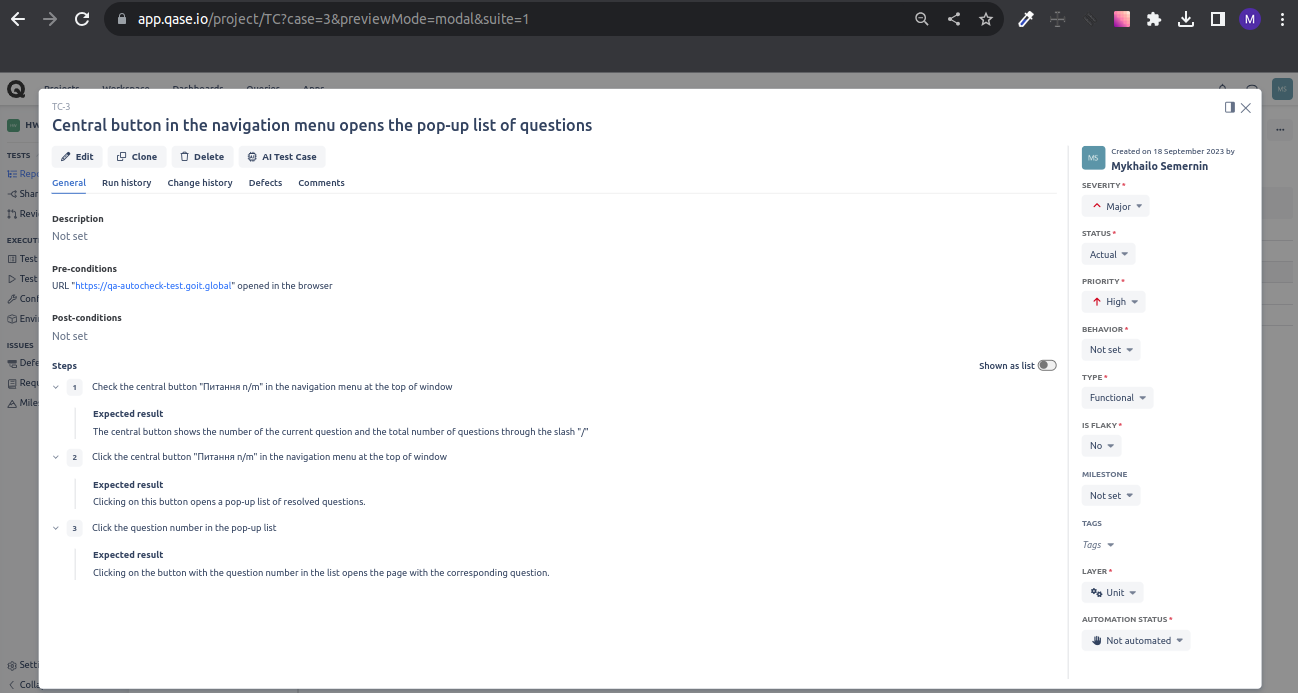 app.qase.io/project/TC?case=3&previewMode=modal&suite=1
M
Projects Workspace Dashboards Queries Apps
MS
TC-3
Central button in the navigation menu opens the pop-up list of questions
Edit Clone Delete AI Test Case
General Run history Change history Defects Comments
Description
Not set
Pre-conditions
URL "https://qa-autocheck-test.goit.global" opened in the browser
Post-conditions
Not set
Steps
Shown as list
1 Check the central button "Питання n/m" in the navigation menu at the top of window
Expected result
The central button shows the number of the current question and the total number of questions through the slash "/"
2 Click the central button "Питання n/m" in the navigation menu at the top of window
Expected result
Clicking on this button opens a pop-up list of resolved questions.
3 Click the question number in the pop-up list
Expected result
Clicking on the button with the question number in the list opens the page with the corresponding question.
MS
Created on 18 September 2023 by
Mykhailo Semernin
SEVERITY*
Major
STATUS*
Actual
PRIORITY*
High
BEHAVIOR*
Not set
TYPE*
Functional
IS FLAKY*
No
MILESTONE
Not set
TAGS
Tags
LAYER*
Unit
AUTOMATION STATUS*
Not automated
HW
TESTS
Repo
Shar
Revi
EXECUT
Test
Test
Conf
Envi
ISSUES
Defe
Requ
Mile
Setti
Colla